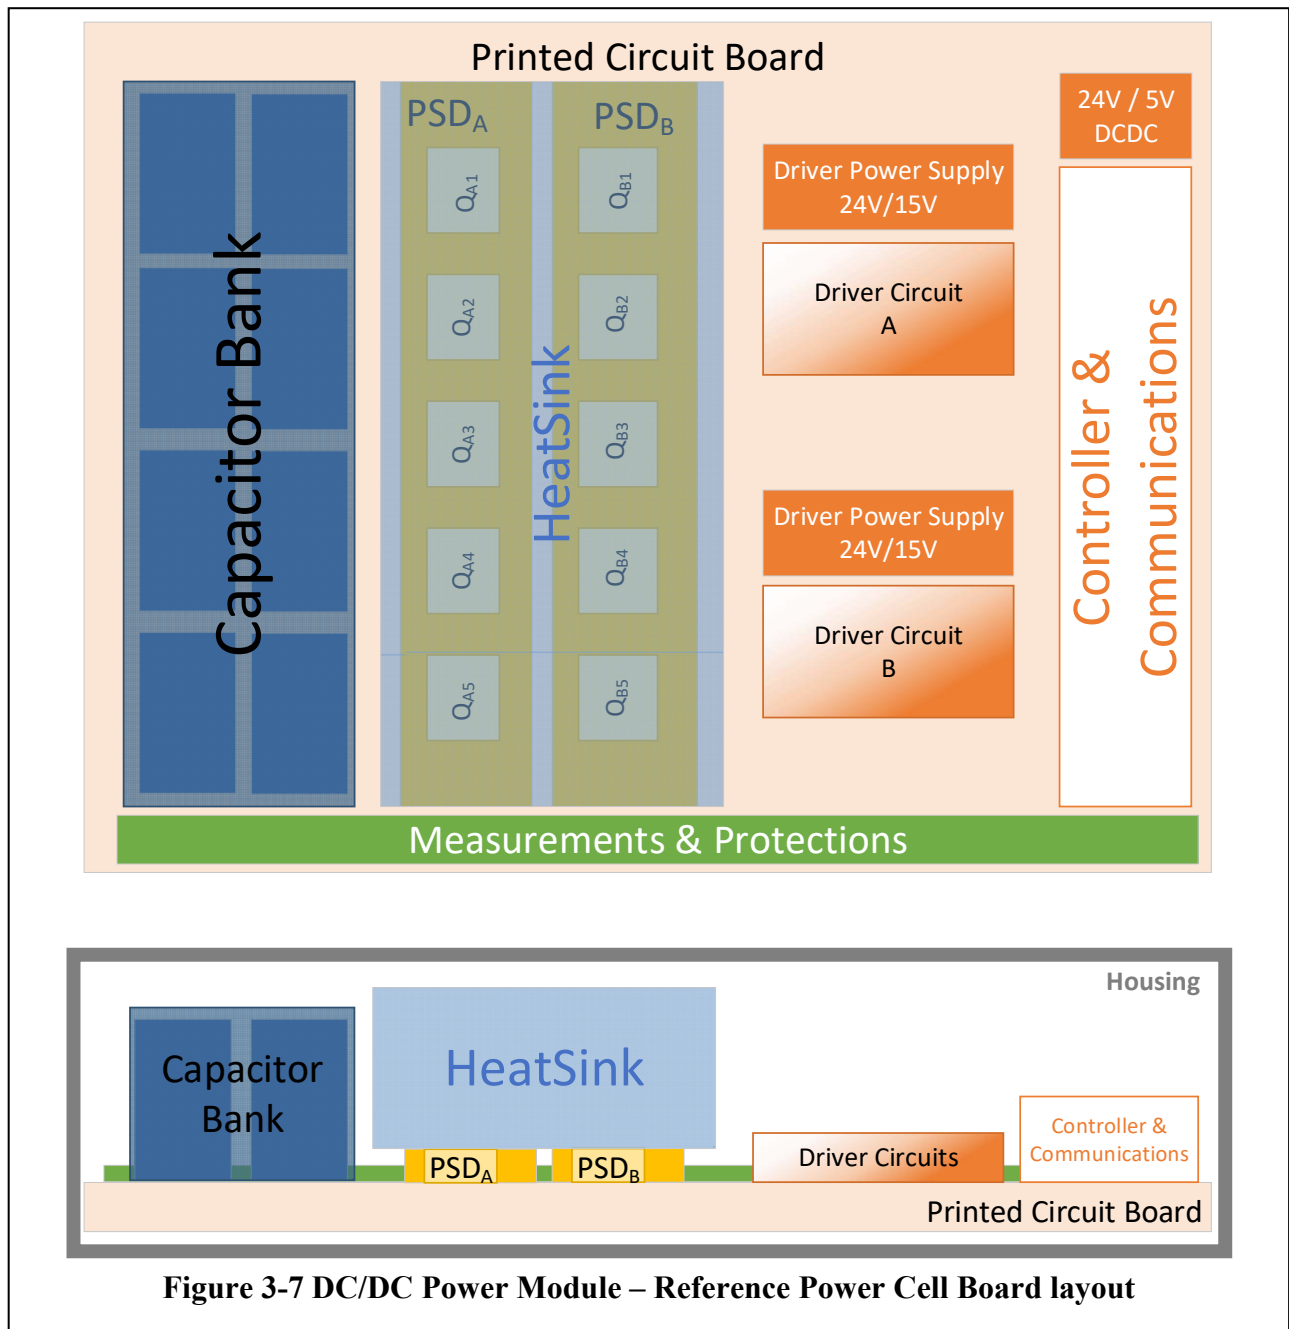 Printed Circuit Board
Capacitor Bank
PSDA
PSDB
QA1
QB1
QA2
QB2
QA3
QB3
QA4
QB4
QA5
QB5
HeatSink
Driver Power Supply
24V/15V
Driver Circuit
A
Driver Power Supply
24V/15V
Driver Circuit
B
24V / 5V
DCDC
Controller &
Communications
Measurements & Protections
Housing
Capacitor
Bank
HeatSink
PSDA
PSDB
Driver Circuits
Controller &
Communications
Printed Circuit Board
Figure 3-7 DC/DC Power Module – Reference Power Cell Board layout